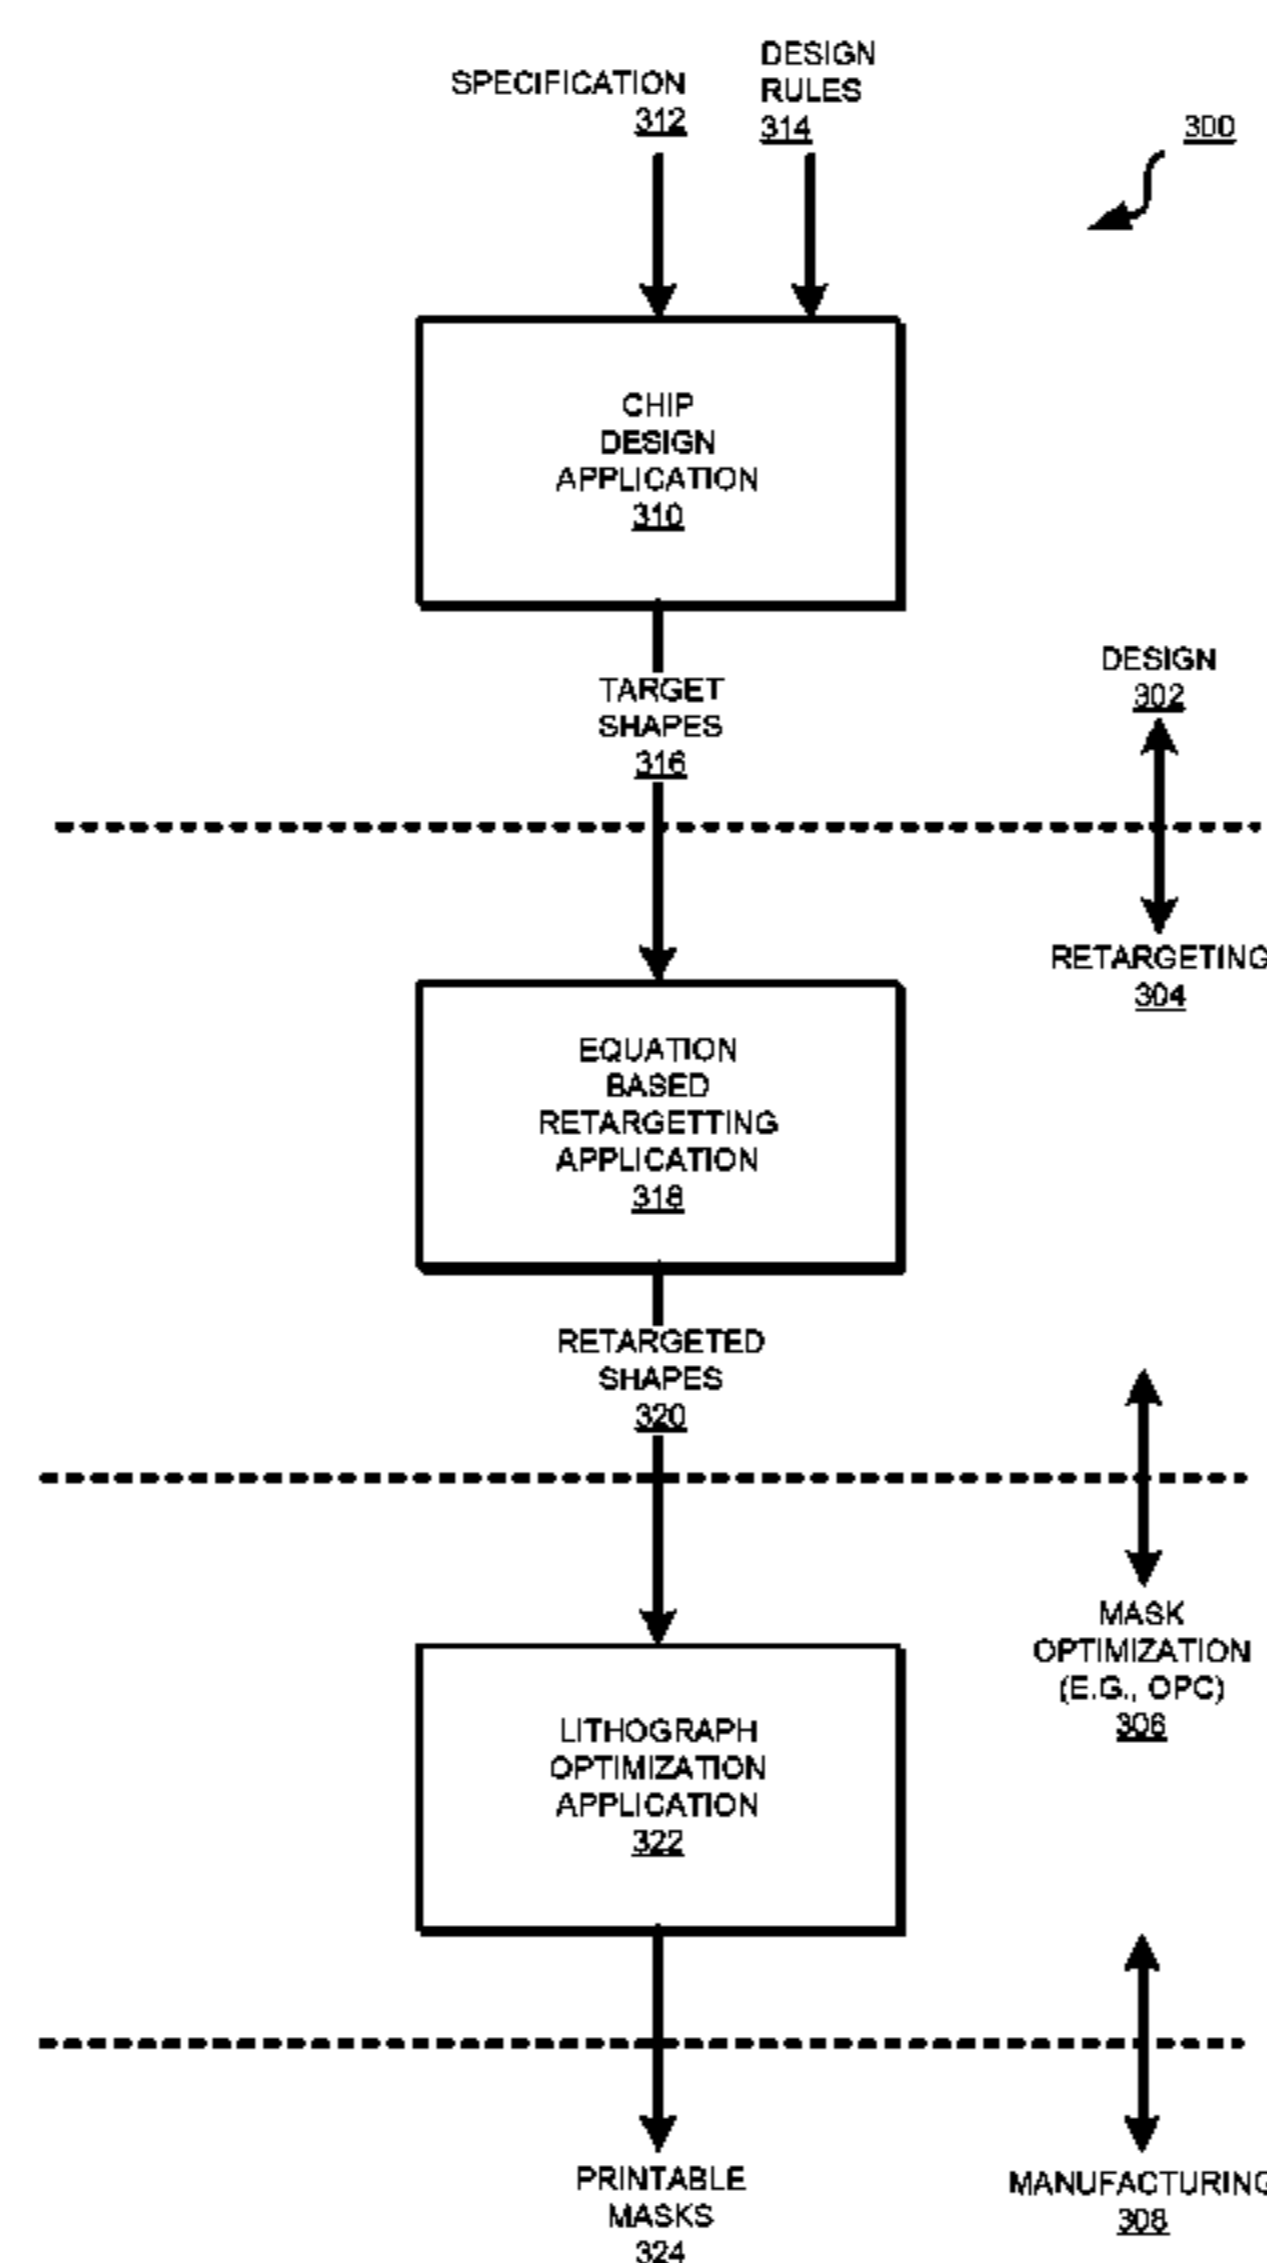 SPECIFICATION
312
DESIGN
RULES
314
300
CHIP
DESIGN
APPLICATION
310
TARGET
SHAPES
316
DESIGN
302
RETARGETING
304
EQUATION
BASED
RETARGETTING
APPLICATION
318
RETARGETED
SHAPES
320
MASK
OPTIMIZATION
(E.G., OPC)
306
LITHOGRAPH
OPTIMIZATION
APPLICATION
322
PRINTABLE
MASKS
324
MANUFACTURING
308